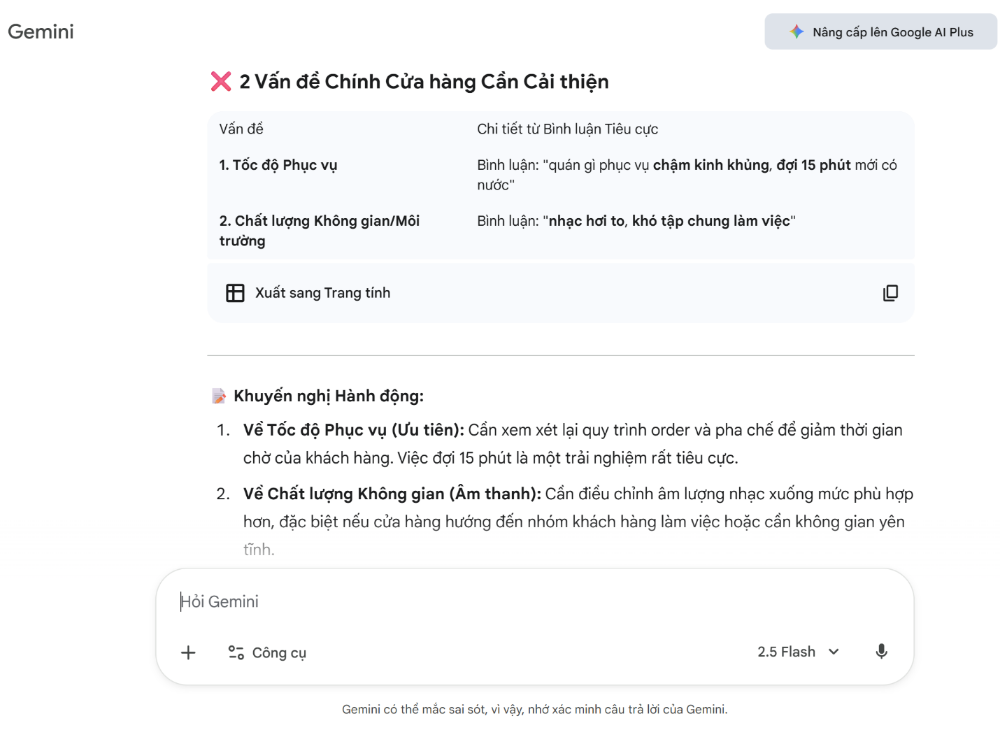 Gemini
Nâng cấp lên Google AI Plus
❌ 2 Vấn đề Chính Cửa hàng Cần Cải thiện
Vấn đề
Chi tiết từ Bình luận Tiêu cực
1. Tốc độ Phục vụ
Bình luận: "quán gì phục vụ chậm kinh khủng, đợi 15 phút mới có
nước"
2. Chất lượng Không gian/Môi
trường
Bình luận: "nhạc hơi to, khó tập chung làm việc"
Xuất sang Trang tính
📝 Khuyến nghị Hành động:
1. Về Tốc độ Phục vụ (Ưu tiên): Cần xem xét lại quy trình order và pha chế để giảm thời gian
chờ của khách hàng. Việc đợi 15 phút là một trải nghiệm rất tiêu cực.
2. Về Chất lượng Không gian (Âm thanh): Cần điều chỉnh âm lượng nhạc xuống mức phù hợp
hơn, đặc biệt nếu cửa hàng hướng đến nhóm khách hàng làm việc hoặc cần không gian yên
tĩnh.
Hỏi Gemini
Công cụ
2.5 Flash
Gemini có thể mắc sai sót, vì vậy, nhớ xác minh câu trả lời của Gemini.